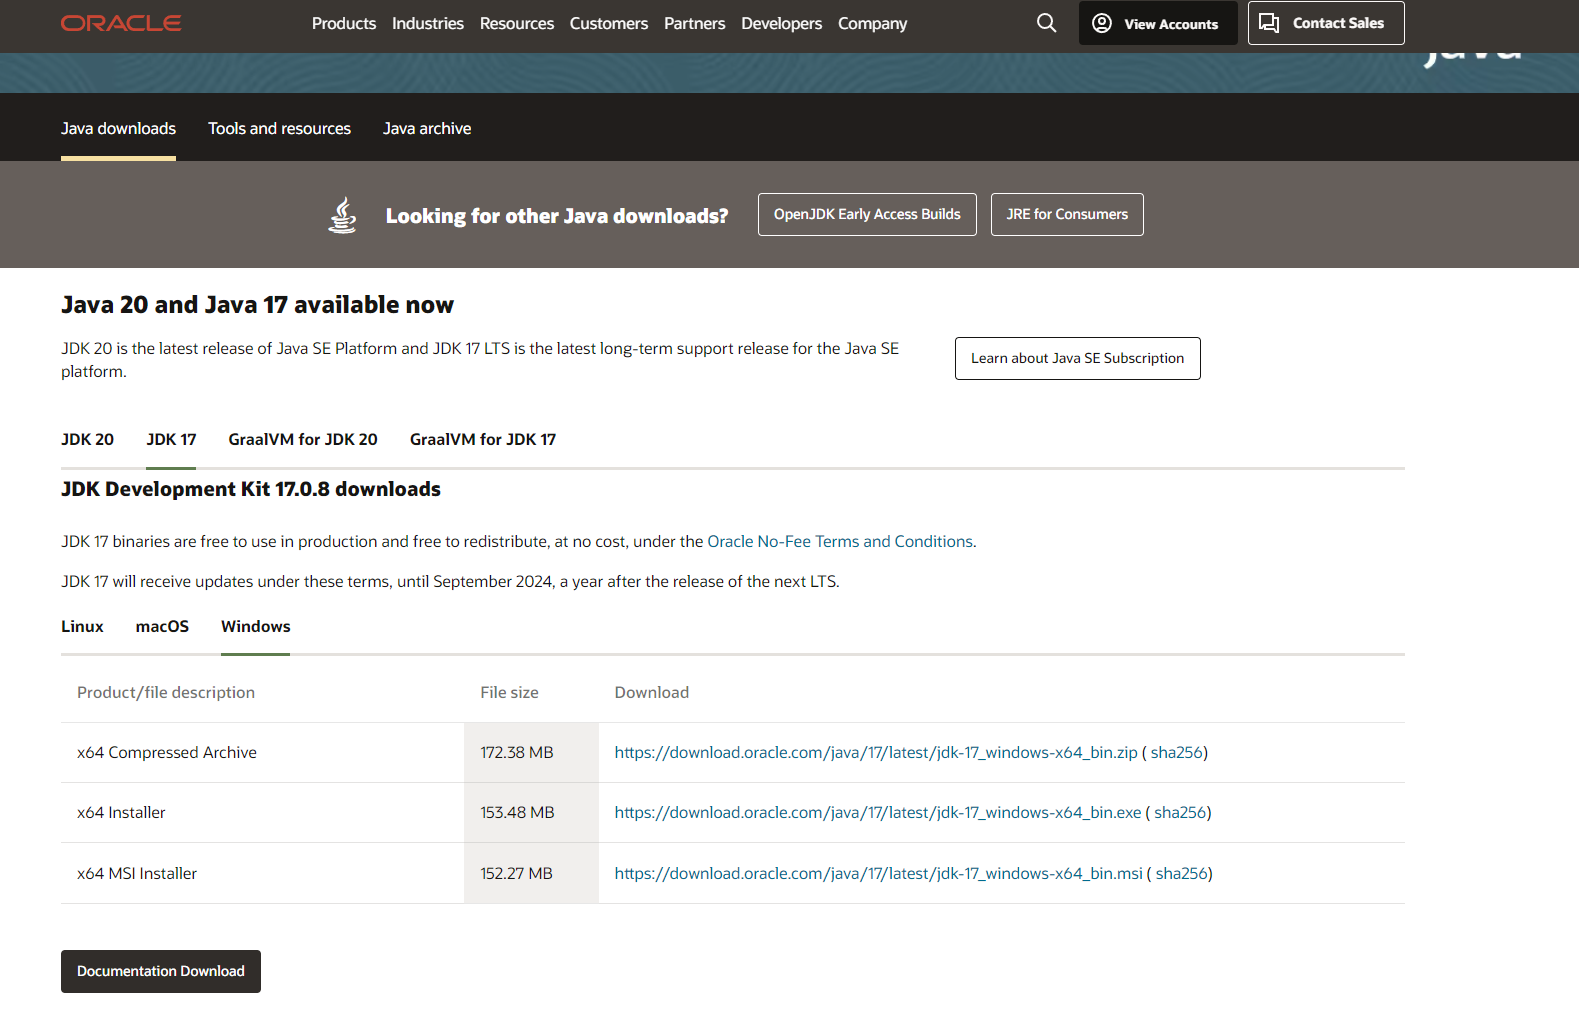 ORACLE Products Industries Resources Customers Partners Developers Company View Accounts Contact Sales
Java
Java downloads Tools and resources Java archive
Looking for other Java downloads? OpenJDK Early Access Builds JRE for Consumers
Java 20 and Java 17 available now
JDK 20 is the latest release of Java SE Platform and JDK 17 LTS is the latest long-term support release for the Java SE
platform.
Learn about Java SE Subscription
JDK 20 JDK 17 GraalVM for JDK 20 GraalVM for JDK 17
JDK Development Kit 17.0.8 downloads
JDK 17 binaries are free to use in production and free to redistribute, at no cost, under the Oracle No-Fee Terms and Conditions.
JDK 17 will receive updates under these terms, until September 2024, a year after the release of the next LTS.
Linux macOS Windows
Product/file description File size Download
x64 Compressed Archive 172.38 MB https://download.oracle.com/java/17/latest/jdk-17_windows-x64_bin.zip ( sha256)
x64 Installer 153.48 MB https://download.oracle.com/java/17/latest/jdk-17_windows-x64_bin.exe ( sha256)
x64 MSI Installer 152.27 MB https://download.oracle.com/java/17/latest/jdk-17_windows-x64_bin.msi ( sha256)
Documentation Download